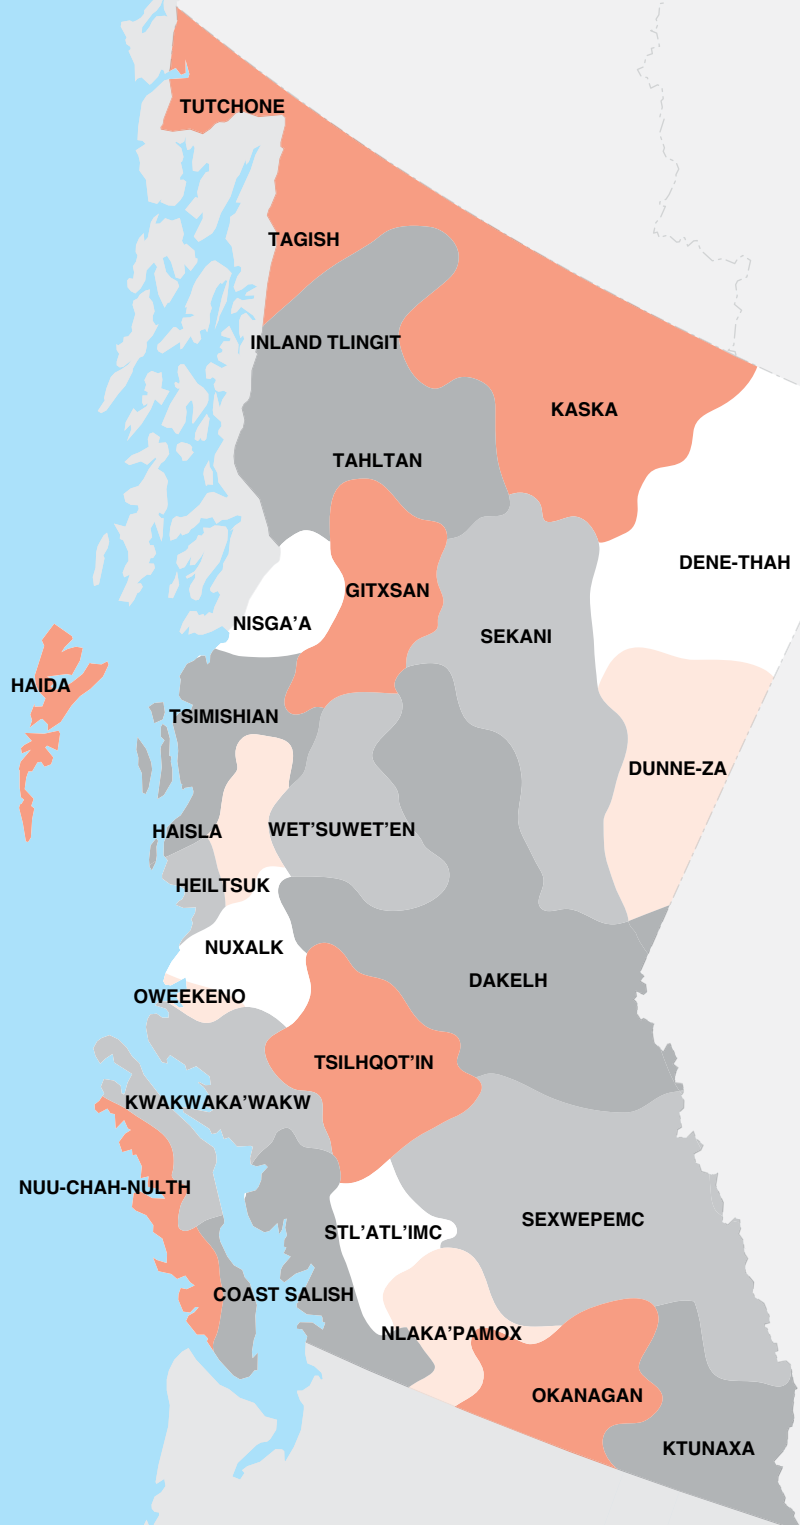 TUTCHONE
TAGISH
INLAND TLINGIT
KASKA
TAHLTAN
DENE-THAH
GITXSAN
NISGA’A
SEKANI
HAIDA
TSIMISHIAN
DUNNE-ZA
HAISLA
WET’SUWET’EN
HEILTSUK
NUXALK
DAKELH
OWEEKENO
TSILHQOT’IN
KWAKWAKA’WAKW
NUU-CHAH-NULTH
SEXWEPEMC
STL’ATL’IMC
COAST SALISH
NLAKA’PAMOX
OKANAGAN
KTUNAXA